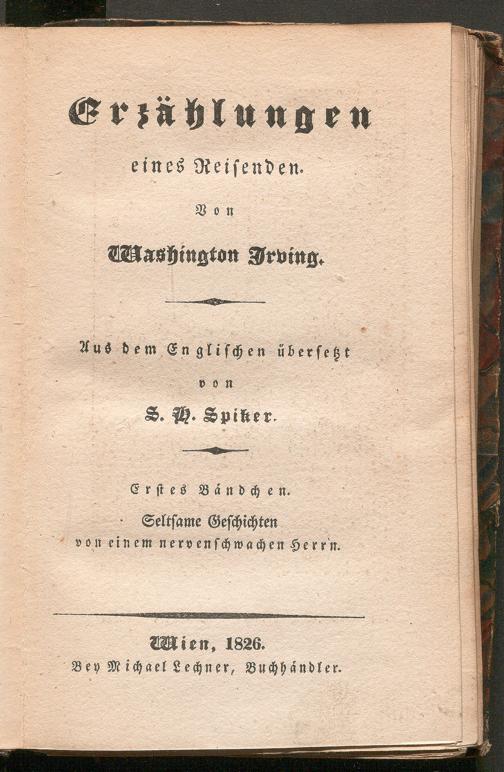 Erzählungen
eines Reisenden.
Von
Washington Irving.
Aus dem Englischen übersetzt
von
S. H. Spiker.
Erstes Bändchen.
Seltsame Geschichten
von einem nervenschwachen Herrn.
Wien, 1826.
Bey Michael Lechner, Buchhändler.